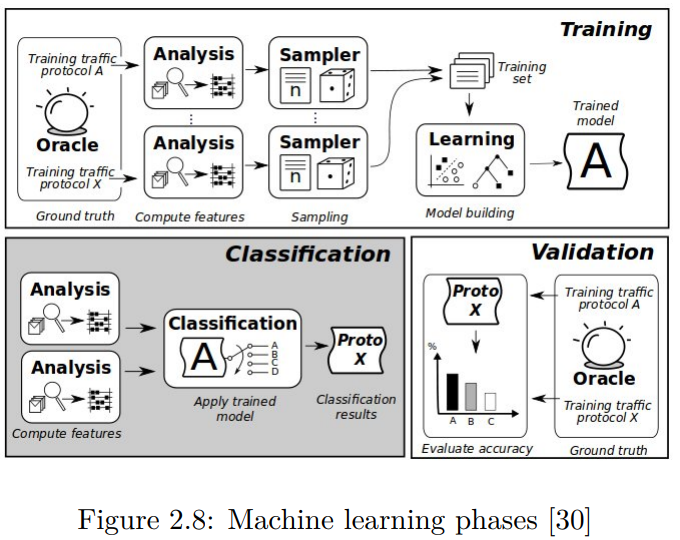 Training
Training traffic
protocol A
Oracle
Training traffic
protocol X
Ground truth
Analysis
Analysis
Compute features
Sampler
n
Sampler
n
Sampling
Training
set
Learning
Model building
Trained
model
A
Classification
Analysis
Analysis
Compute features
Classification
A
A
B
C
D
Apply trained
model
Proto
X
Classification
results
Validation
Proto
X
%
A B C
Evaluate accuracy
Training traffic
protocol A
Oracle
Training traffic
protocol X
Ground truth
Figure 2.8: Machine learning phases [30]